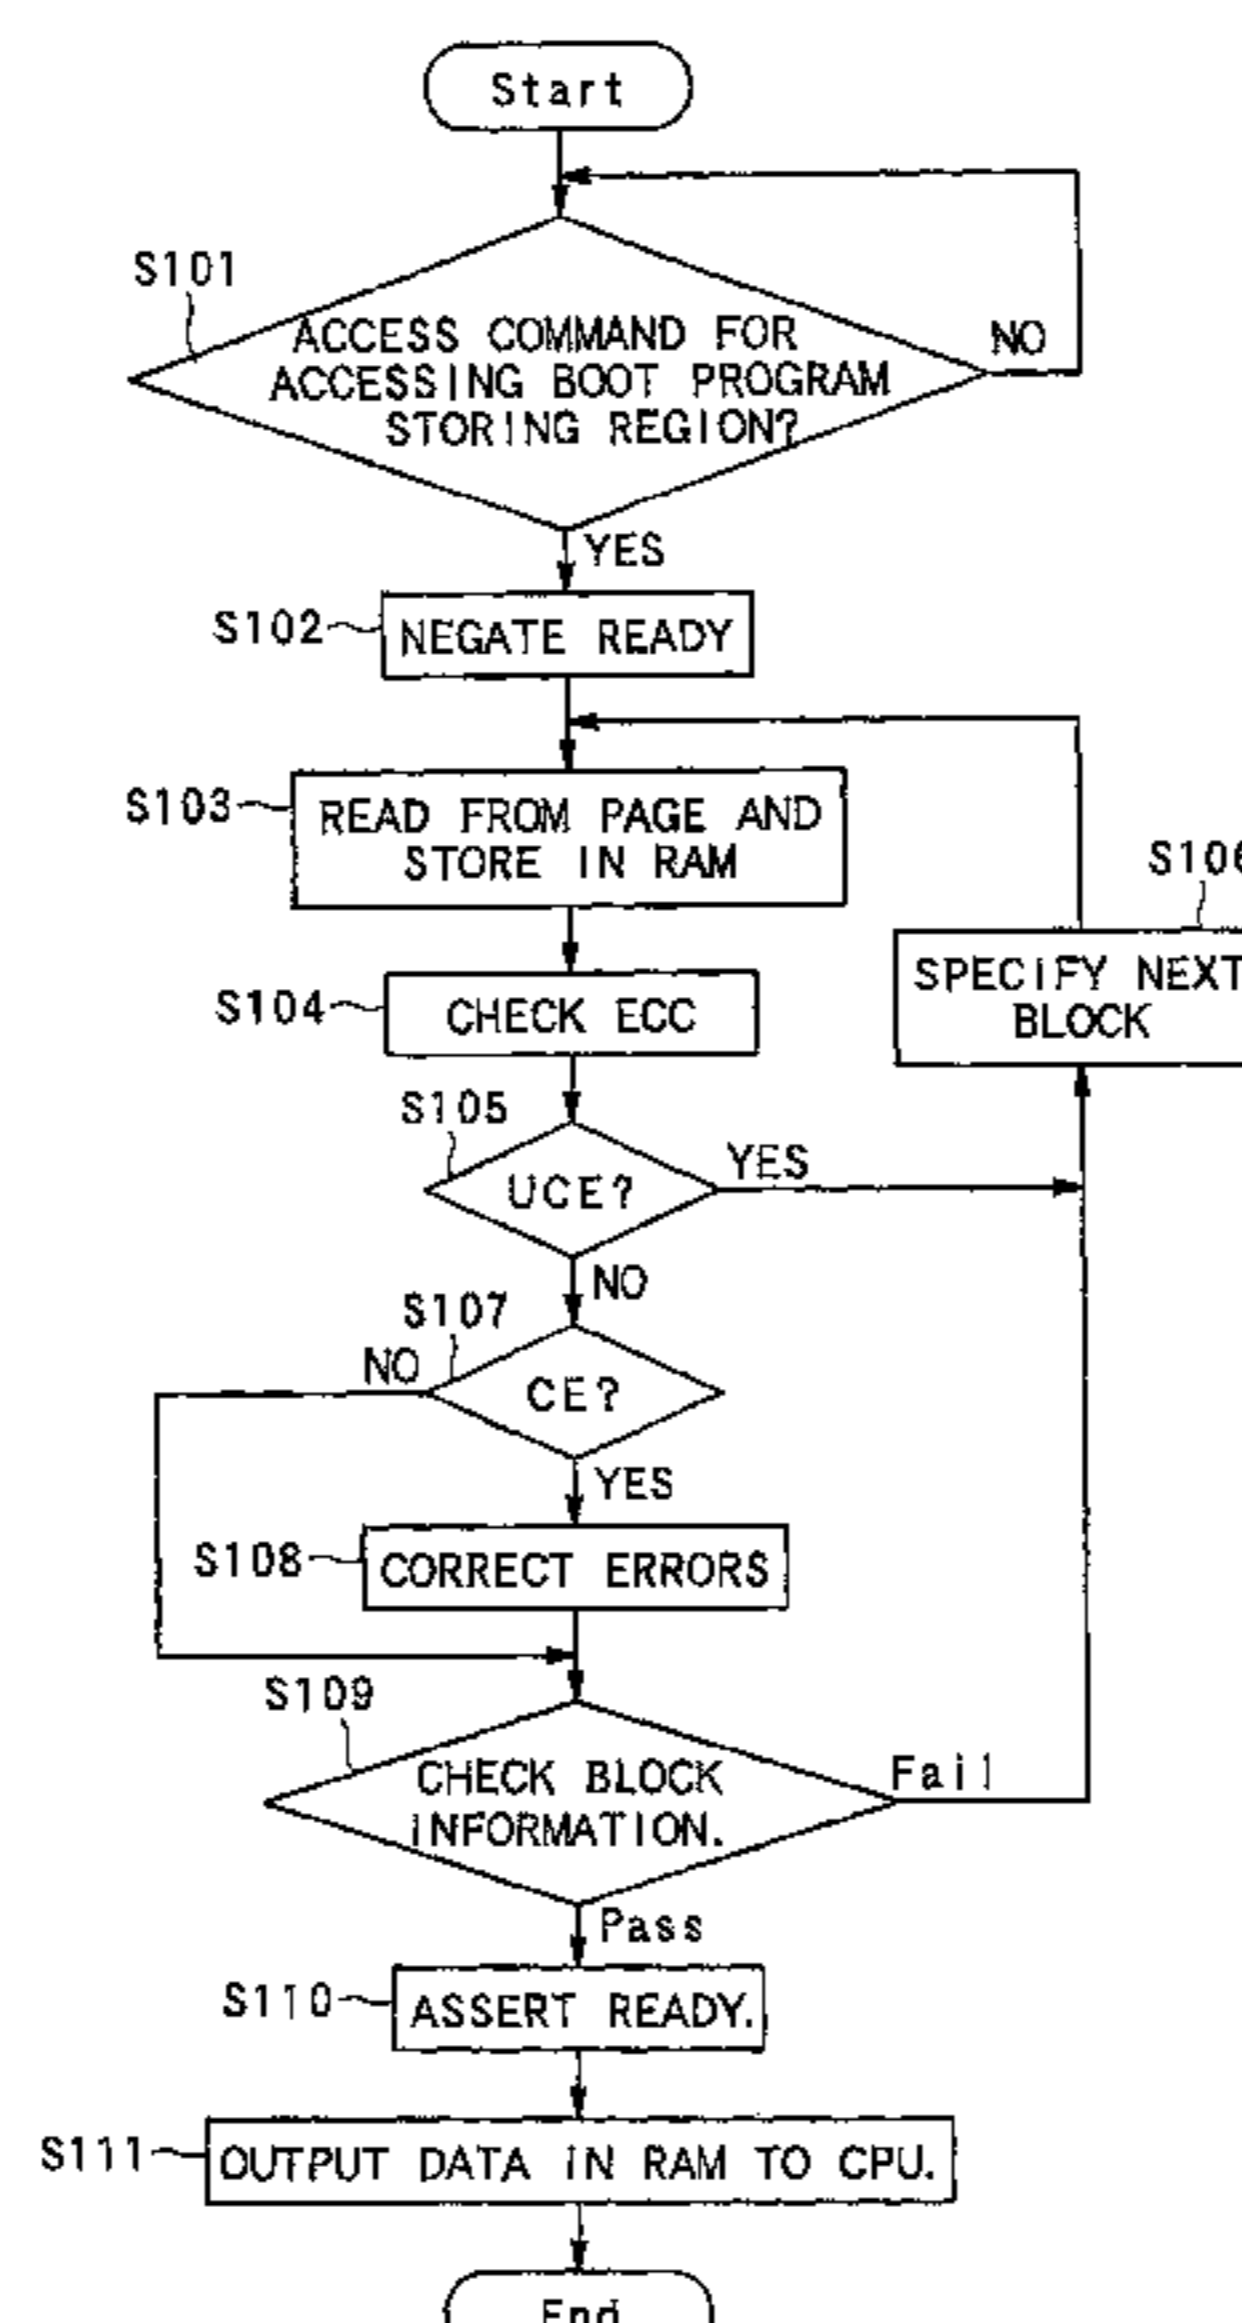 Start
S101
ACCESS COMMAND FOR
ACCESSING BOOT PROGRAM
STORING REGION?
NO
YES
S102
NEGATE READY
S103
READ FROM PAGE AND
STORE IN RAM
S106
SPECIFY NEXT
BLOCK
S104
CHECK ECC
S105
UCE?
YES
NO
S107
NO
CE?
YES
S108
CORRECT ERRORS
S109
CHECK BLOCK
INFORMATION.
Fail
Pass
S110
ASSERT READY.
S111
OUTPUT DATA IN RAM TO CPU.
End